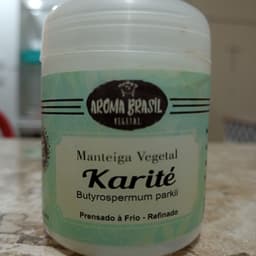 AROMA BRASIL
VEGETAL
Manteiga Vegetal
Karité
Butyrospermum parkii
Prensado à Frio - Refinado